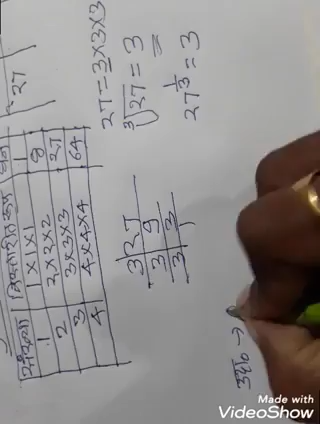 संख्या विस्तारित रूप घन
1 1×1×1 1
2 2×2×2 8
3 3×3×3 27
4 4×4×4 64
27
27=3×3×3
∛27 = 3
27^(1/3) = 3
3 27
3 9
3 3
1
Made with
VideoShow